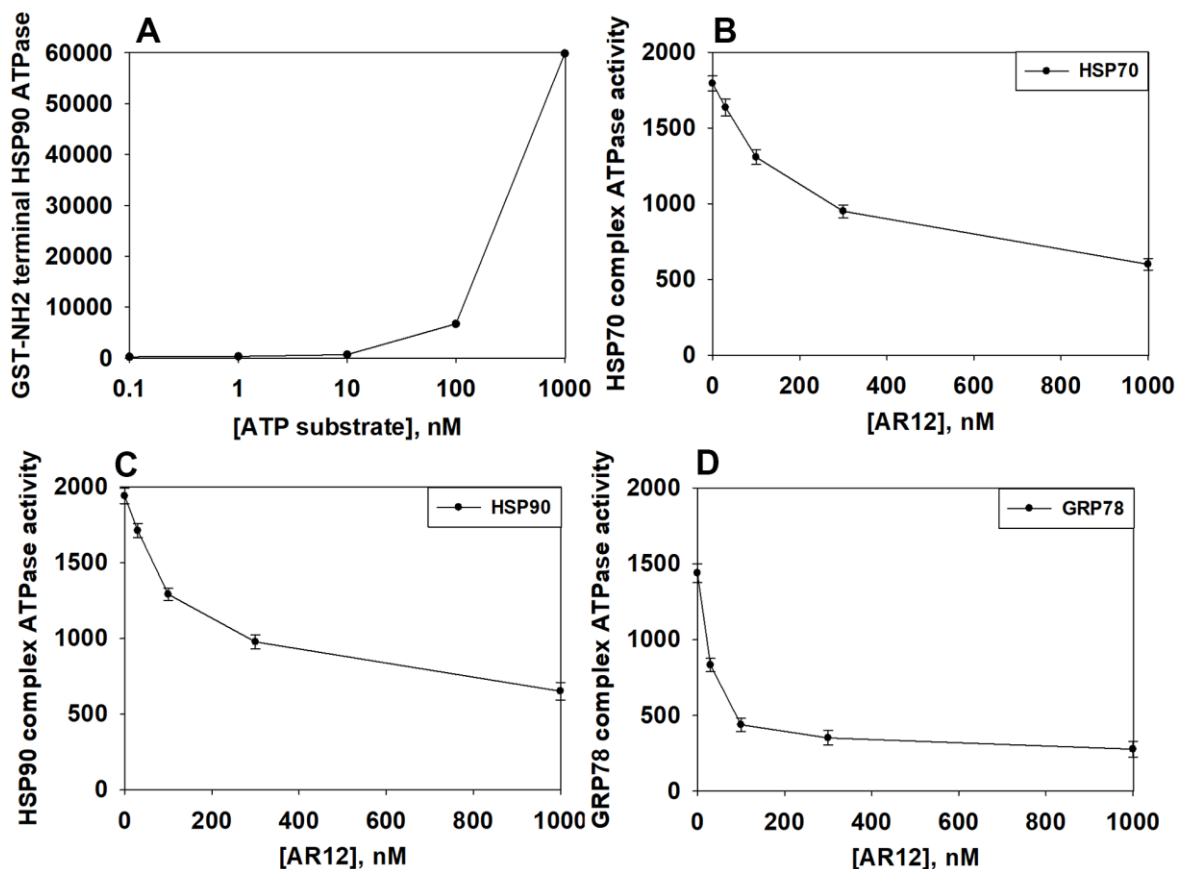 A
GST-NH2 terminal HSP90 ATPase
60000
50000
40000
30000
20000
10000
0
0.1 1 10 100 1000
[ATP substrate], nM
B
HSP70 complex ATPase activity
HSP70
2000
1500
1000
500
0
0 200 400 600 800 1000
[AR12], nM
C
HSP90 complex ATPase activity
HSP90
2000
1500
1000
500
0
0 200 400 600 800 1000
[AR12], nM
D
GRP78 complex ATPase activity
GRP78
2000
1500
1000
500
0
0 200 400 600 800 1000
[AR12], nM